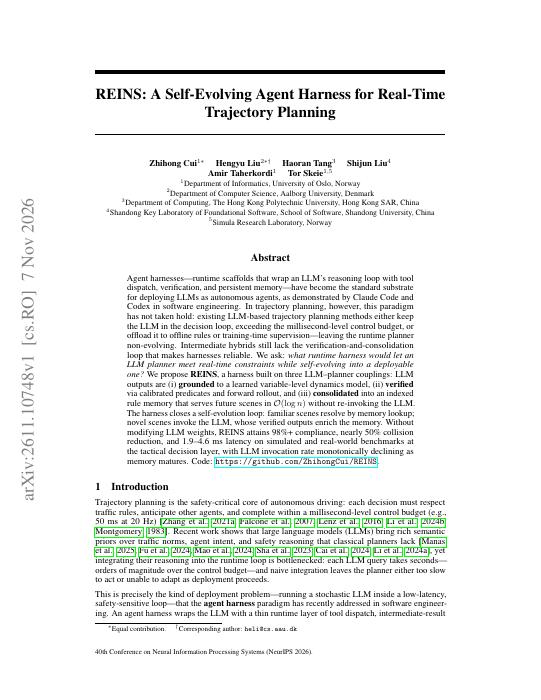 REINS: A Self-Evolving Agent Harness for Real-Time
Trajectory Planning
Zhihong Cui1* Hengyu Liu2*† Haoran Tang3 Shijun Liu4
Amir Taherkordi1 Tor Skeie1,5
1Department of Informatics, University of Oslo, Norway
2Department of Computer Science, Aalborg University, Denmark
3Department of Computing, The Hong Kong Polytechnic University, Hong Kong SAR, China
4Shandong Key Laboratory of Foundational Software, School of Software, Shandong University, China
5Simula Research Laboratory, Norway
arXiv:2611.10748v1 [cs.RO] 7 Nov 2026
Abstract
Agent harnesses—runtime scaffolds that wrap an LLM's reasoning loop with tool
dispatch, verification, and persistent memory—have become the standard substrate
for deploying LLMs as autonomous agents, as demonstrated by Claude Code and
Codex in software engineering. In trajectory planning, however, this paradigm
has not taken hold: existing LLM-based trajectory planning methods either keep
the LLM in the decision loop, exceeding the millisecond-level control budget, or
offload it to offline rules or training-time supervision—leaving the runtime planner
non-evolving. Intermediate hybrids still lack the verification-and-consolidation
loop that makes harnesses reliable. We ask: what runtime harness would let an
LLM planner meet real-time constraints while self-evolving into a deployable
one? We propose REINS, a harness built on three LLM–planner couplings: LLM
outputs are (i) grounded to a learned variable-level dynamics model, (ii) verified
via calibrated predicates and forward rollout, and (iii) consolidated into an indexed
rule memory that serves future scenes in O(log n) without re-invoking the LLM.
The harness closes a self-evolution loop: familiar scenes resolve by memory lookup;
novel scenes invoke the LLM, whose verified outputs enrich the memory. Without
modifying LLM weights, REINS attains 98%+ compliance, nearly 50% collision
reduction, and 1.9–4.6 ms latency on simulated and real-world benchmarks at
the tactical decision layer, with LLM invocation rate monotonically declining as
memory matures. Code: https://github.com/ZhihongCui/REINS.
1 Introduction
Trajectory planning is the safety-critical core of autonomous driving: each decision must respect
traffic rules, anticipate other agents, and complete within a millisecond-level control budget (e.g.,
50 ms at 20 Hz) [Zhang et al., 2021a, Falcone et al., 2007, Lenz et al., 2016, Li et al., 2024b,
Montgomery, 1983]. Recent work shows that large language models (LLMs) bring rich semantic
priors over traffic norms, agent intent, and safety reasoning that classical planners lack [Manas
et al., 2025, Fu et al., 2024, Mao et al., 2024, Sha et al., 2023, Cai et al., 2024, Li et al., 2024a], yet
integrating their reasoning into the runtime loop is bottlenecked: each LLM query takes seconds—
orders of magnitude over the control budget—and naive integration leaves the planner either too slow
to act or unable to adapt as deployment proceeds.
This is precisely the kind of deployment problem—running a stochastic LLM inside a low-latency,
safety-sensitive loop—that the agent harness paradigm has recently addressed in software engineer-
ing. An agent harness wraps the LLM with a thin runtime layer of tool dispatch, intermediate-result
*Equal contribution. †Corresponding author: heli@cs.aau.dk
40th Conference on Neural Information Processing Systems (NeurIPS 2026).